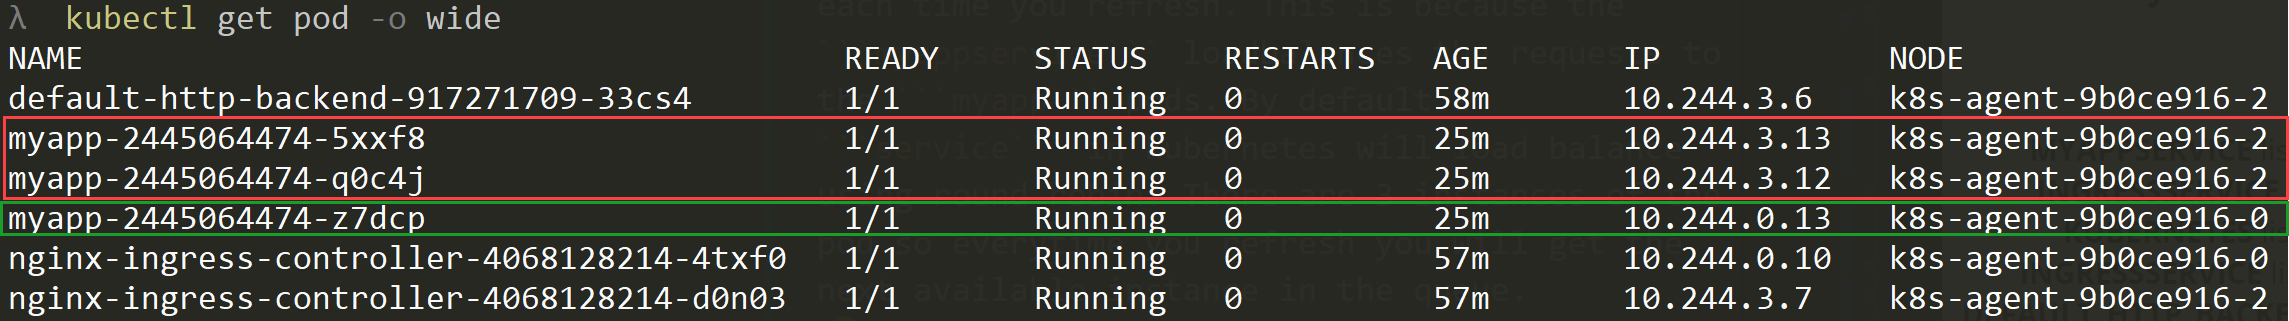 λ kubectl get pod -o wide
NAME READY STATUS RESTARTS AGE IP NODE
default-http-backend-917271709-33cs4 1/1 Running 0 58m 10.244.3.6 k8s-agent-9b0ce916-2
myapp-2445064474-5xxf8 1/1 Running 0 25m 10.244.3.13 k8s-agent-9b0ce916-2
myapp-2445064474-q0c4j 1/1 Running 0 25m 10.244.3.12 k8s-agent-9b0ce916-2
myapp-2445064474-z7dcp 1/1 Running 0 25m 10.244.0.13 k8s-agent-9b0ce916-0
nginx-ingress-controller-4068128214-4txf0 1/1 Running 0 57m 10.244.0.10 k8s-agent-9b0ce916-0
nginx-ingress-controller-4068128214-d0n03 1/1 Running 0 57m 10.244.3.7 k8s-agent-9b0ce916-2